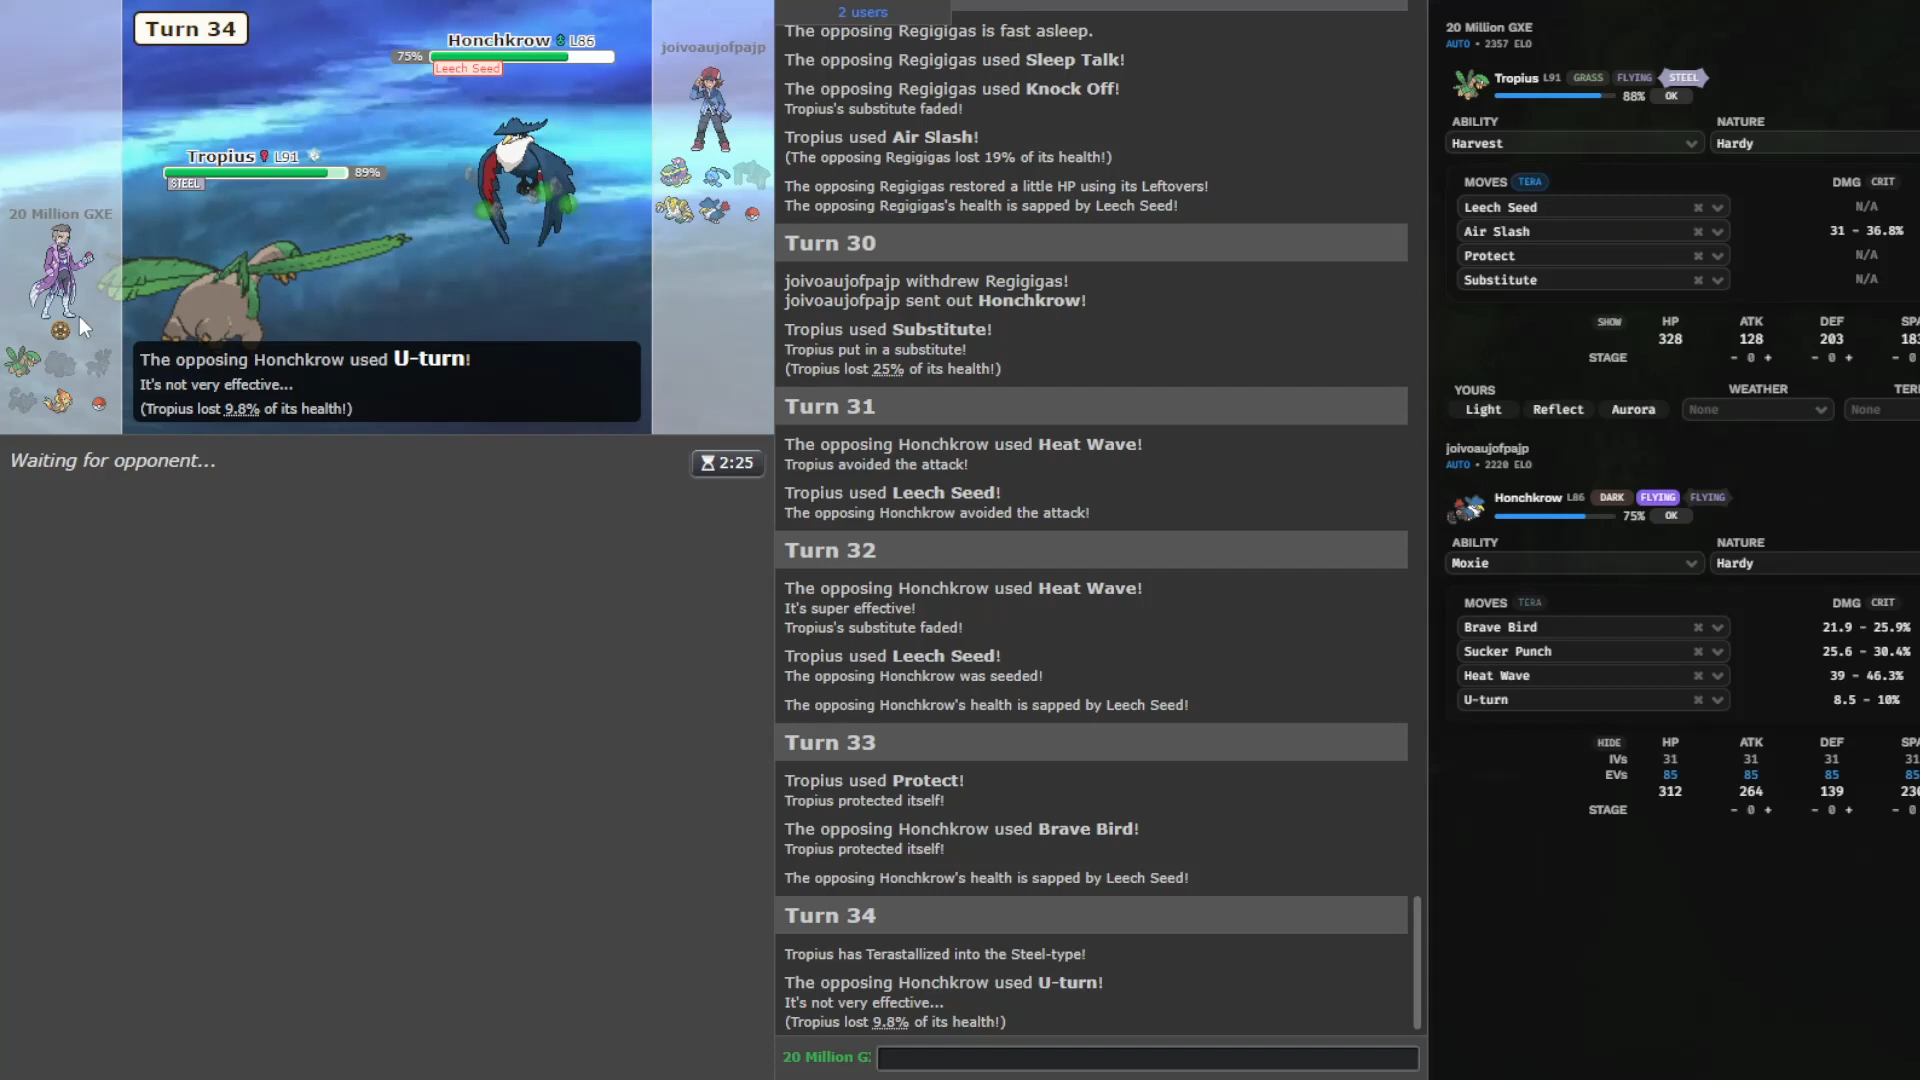 Turn 34
Honchkrow L86
75%
Leech Seed
Tropius L91
89%
STEEL
20 Million GXE
joivoaujofpajp
The opposing Honchkrow used U-turn!
It's not very effective...
(Tropius lost 9.8% of its health!)
Waiting for opponent...
2:25
2 users
The opposing Regigigas is fast asleep.
The opposing Regigigas used Sleep Talk!
The opposing Regigigas used Knock Off!
Tropius's substitute faded!
Tropius used Air Slash!
(The opposing Regigigas lost 19% of its health!)
The opposing Regigigas restored a little HP using its Leftovers!
The opposing Regigigas's health is sapped by Leech Seed!
Turn 30
joivoaujofpajp withdrew Regigigas!
joivoaujofpajp sent out Honchkrow!
Tropius used Substitute!
Tropius put in a substitute!
(Tropius lost 25% of its health!)
Turn 31
The opposing Honchkrow used Heat Wave!
Tropius avoided the attack!
Tropius used Leech Seed!
The opposing Honchkrow avoided the attack!
Turn 32
The opposing Honchkrow used Heat Wave!
It's super effective!
Tropius's substitute faded!
Tropius used Leech Seed!
The opposing Honchkrow was seeded!
The opposing Honchkrow's health is sapped by Leech Seed!
Turn 33
Tropius used Protect!
Tropius protected itself!
The opposing Honchkrow used Brave Bird!
Tropius protected itself!
The opposing Honchkrow's health is sapped by Leech Seed!
Turn 34
Tropius has Terastallized into the Steel-type!
The opposing Honchkrow used U-turn!
It's not very effective...
(Tropius lost 9.8% of its health!)
20 Million G
20 Million GXE
AUTO • 2357 ELO
Tropius L91 GRASS FLYING STEEL
88% OK
ABILITY NATURE
Harvest Hardy
MOVES TERA DMG CRIT
Leech Seed N/A
Air Slash 31 - 36.8%
Protect N/A
Substitute N/A
SHOW HP ATK DEF SPA
328 128 203 183
STAGE - 0 + - 0 + - 0
YOURS WEATHER TER
Light Reflect Aurora None None
joivoaujofpajp
AUTO • 2220 ELO
Honchkrow L86 DARK FLYING FLYING
75% OK
ABILITY NATURE
Moxie Hardy
MOVES TERA DMG CRIT
Brave Bird 21.9 - 25.9%
Sucker Punch 25.6 - 30.4%
Heat Wave 39 - 46.3%
U-turn 8.5 - 10%
HIDE HP ATK DEF SPA
IVs 31 31 31 31
EVs 85 85 85 85
312 264 139 230
STAGE - 0 + - 0 + - 0